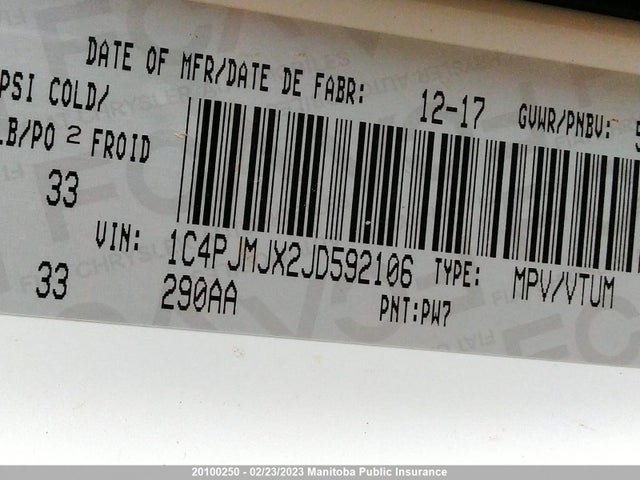 DATE OF MFR/DATE DE FABR: 12-17 GVWR/PNBV: 5
PSI COLD/
LB/PO 2 FROID
33
VIN: 1C4PJMJX2JD592106 TYPE: MPV/VTUM
33 290AA PNT:PW7
20100250 - 02/23/2023 Manitoba Public Insurance